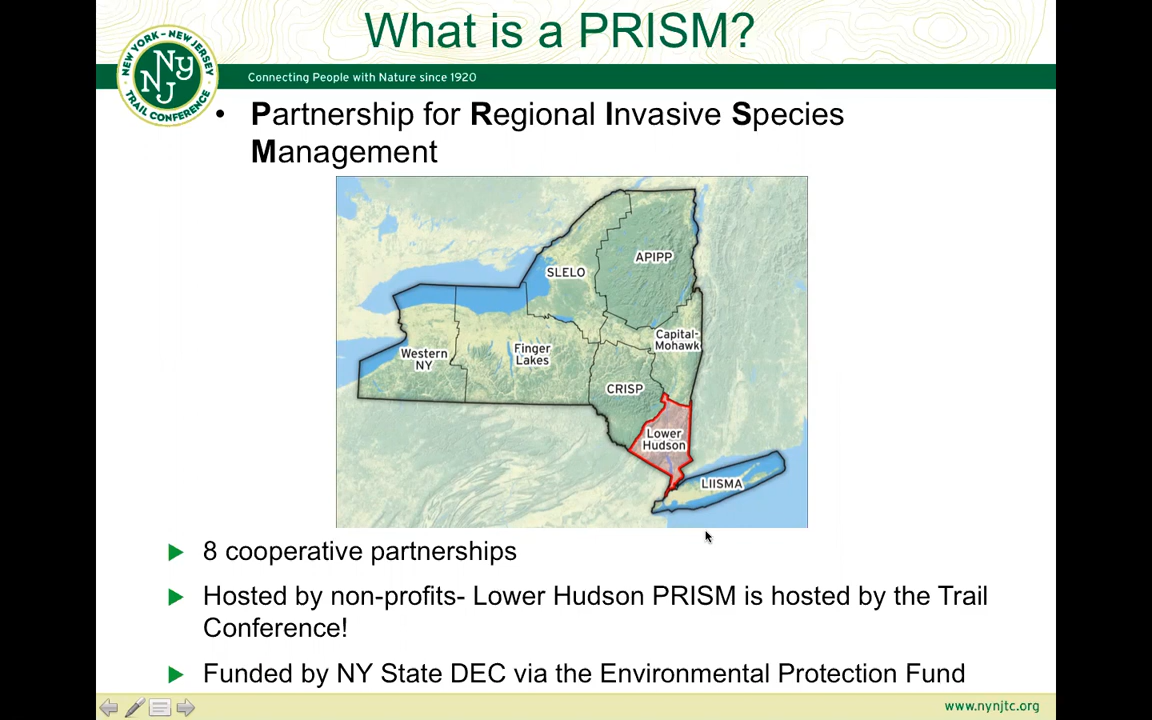 What is a PRISM?
NEW YORK - NEW JERSEY
NY
NJ
TRAIL CONFERENCE
Connecting People with Nature since 1920
• Partnership for Regional Invasive Species
Management
APIPP
SLELO
Capital-
Mohawk
Western
NY
Finger
Lakes
CRISP
Lower
Hudson
LIISMA
8 cooperative partnerships
Hosted by non-profits- Lower Hudson PRISM is hosted by the Trail
Conference!
Funded by NY State DEC via the Environmental Protection Fund
www.nynjtc.org